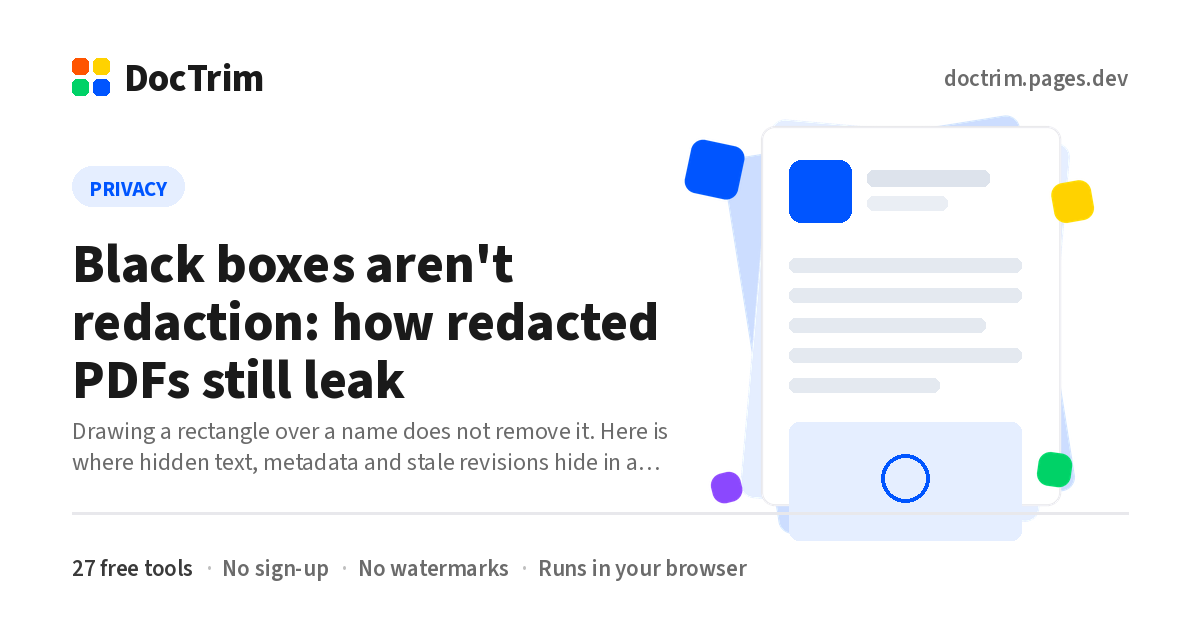 DocTrim
doctrim.pages.dev
PRIVACY
Black boxes aren't
redaction: how redacted
PDFs still leak
Drawing a rectangle over a name does not remove it. Here is
where hidden text, metadata and stale revisions hide in a…
27 free tools · No sign-up · No watermarks · Runs in your browser